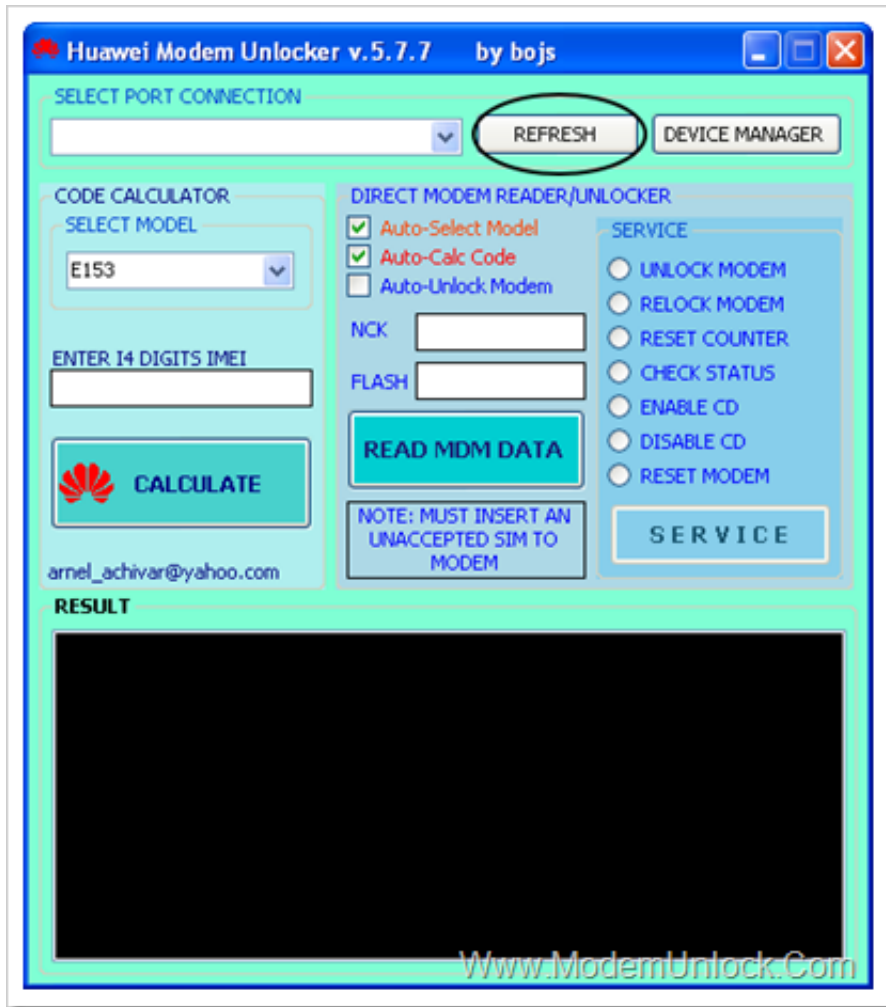 Huawei Modem Unlocker v.5.7.7 by bojs
SELECT PORT CONNECTION
REFRESH
DEVICE MANAGER
CODE CALCULATOR
SELECT MODEL
E153
ENTER I4 DIGITS IMEI
CALCULATE
arnel_achivar@yahoo.com
DIRECT MODEM READER/UNLOCKER
Auto-Select Model
Auto-Calc Code
Auto-Unlock Modem
NCK
FLASH
READ MDM DATA
NOTE: MUST INSERT AN
UNACCEPTED SIM TO
MODEM
SERVICE
UNLOCK MODEM
RELOCK MODEM
RESET COUNTER
CHECK STATUS
ENABLE CD
DISABLE CD
RESET MODEM
SERVICE
RESULT
Www.ModemUnlock.Com